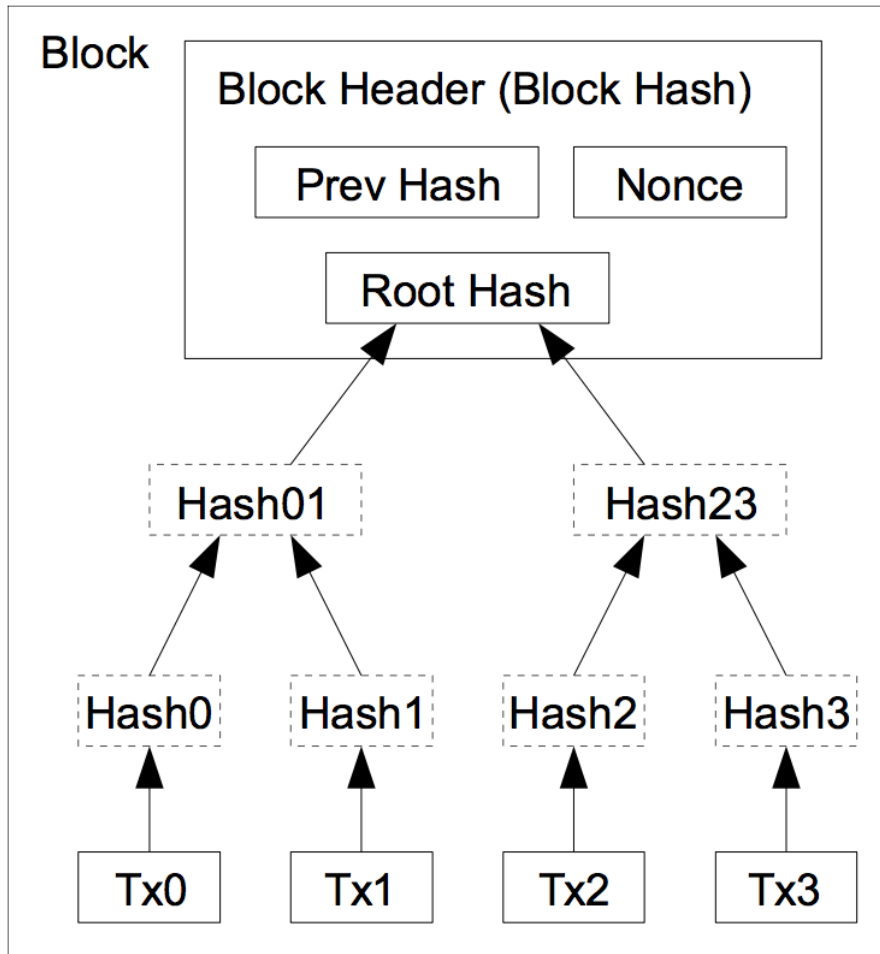 Block
Block Header (Block Hash)
Prev Hash
Nonce
Root Hash
Hash01
Hash23
Hash0
Hash1
Hash2
Hash3
Tx0
Tx1
Tx2
Tx3